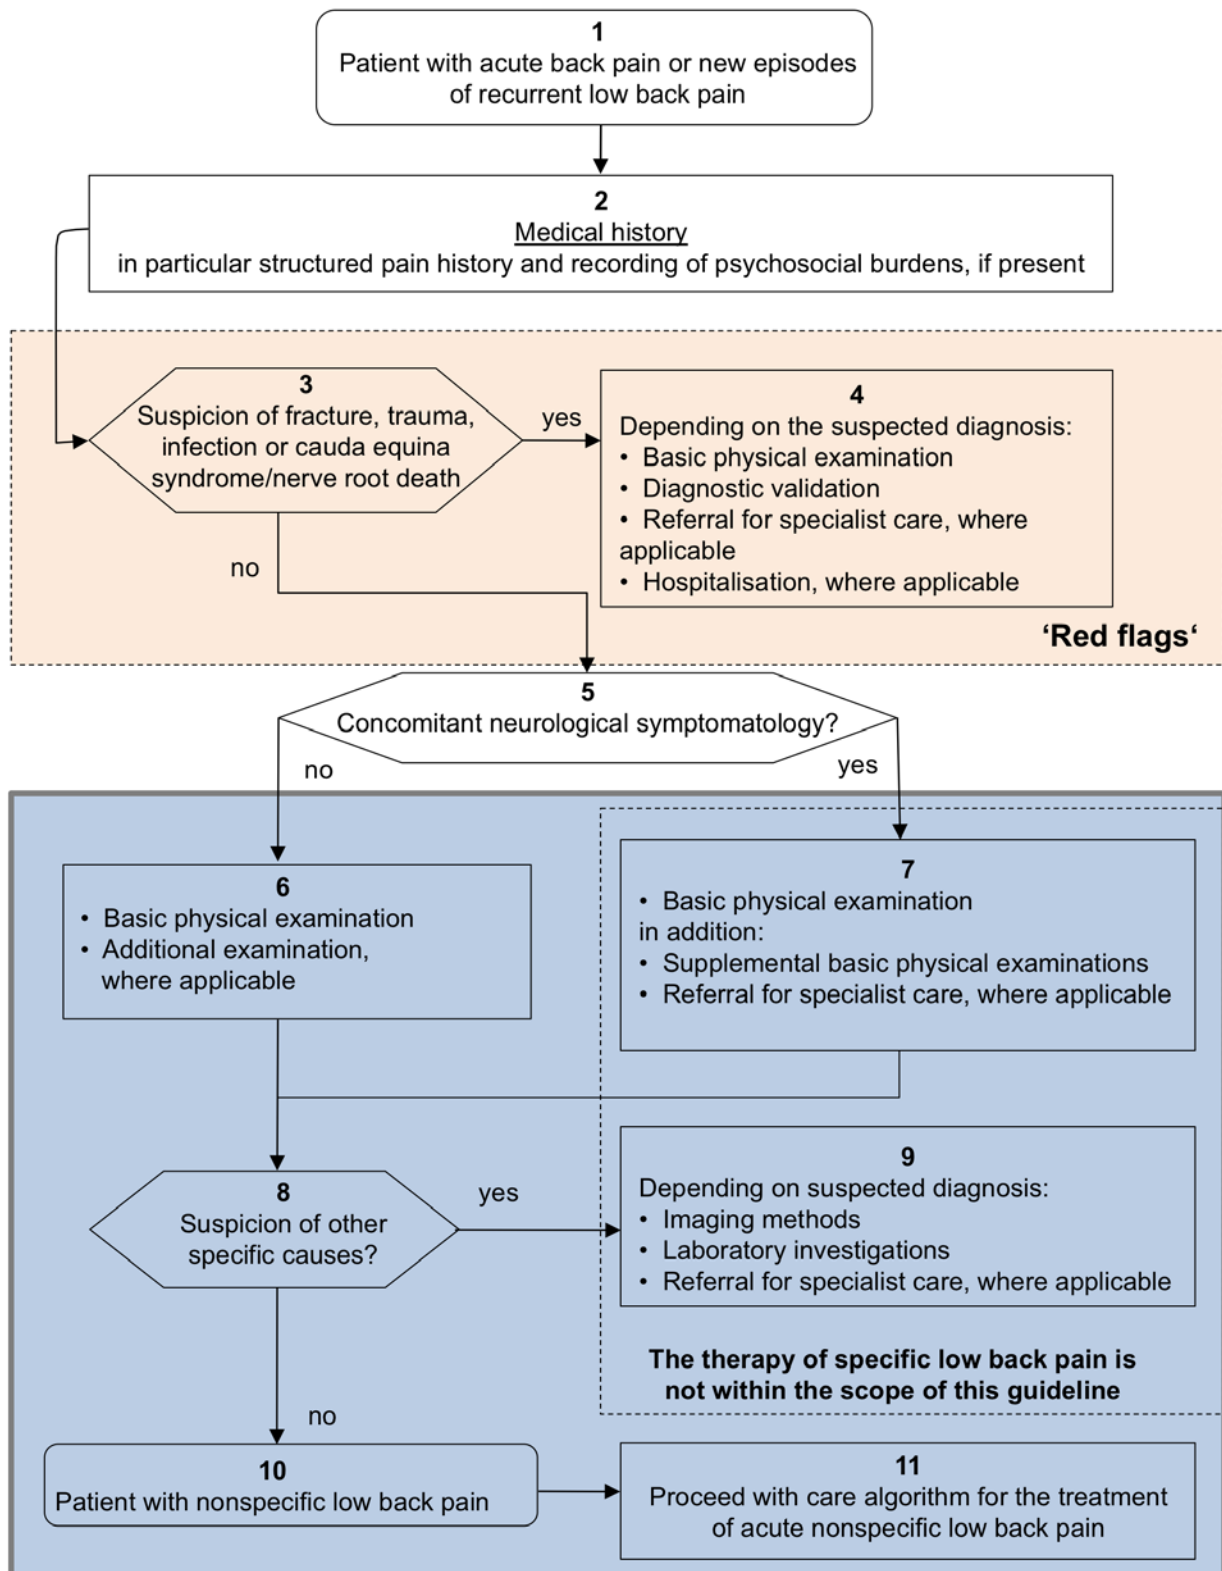 1
Patient with acute back pain or new episodes
of recurrent low back pain
2
Medical history
in particular structured pain history and recording of psychosocial burdens, if present
3
Suspicion of fracture, trauma,
infection or cauda equina
syndrome/nerve root death
yes
4
Depending on the suspected diagnosis:
• Basic physical examination
• Diagnostic validation
• Referral for specialist care, where
applicable
• Hospitalisation, where applicable
no
‘Red flags‘
5
Concomitant neurological symptomatology?
no
yes
6
• Basic physical examination
• Additional examination,
where applicable
7
• Basic physical examination
in addition:
• Supplemental basic physical examinations
• Referral for specialist care, where applicable
8
Suspicion of other
specific causes?
yes
9
Depending on suspected diagnosis:
• Imaging methods
• Laboratory investigations
• Referral for specialist care, where applicable
The therapy of specific low back pain is
not within the scope of this guideline
no
10
Patient with nonspecific low back pain
11
Proceed with care algorithm for the treatment
of acute nonspecific low back pain